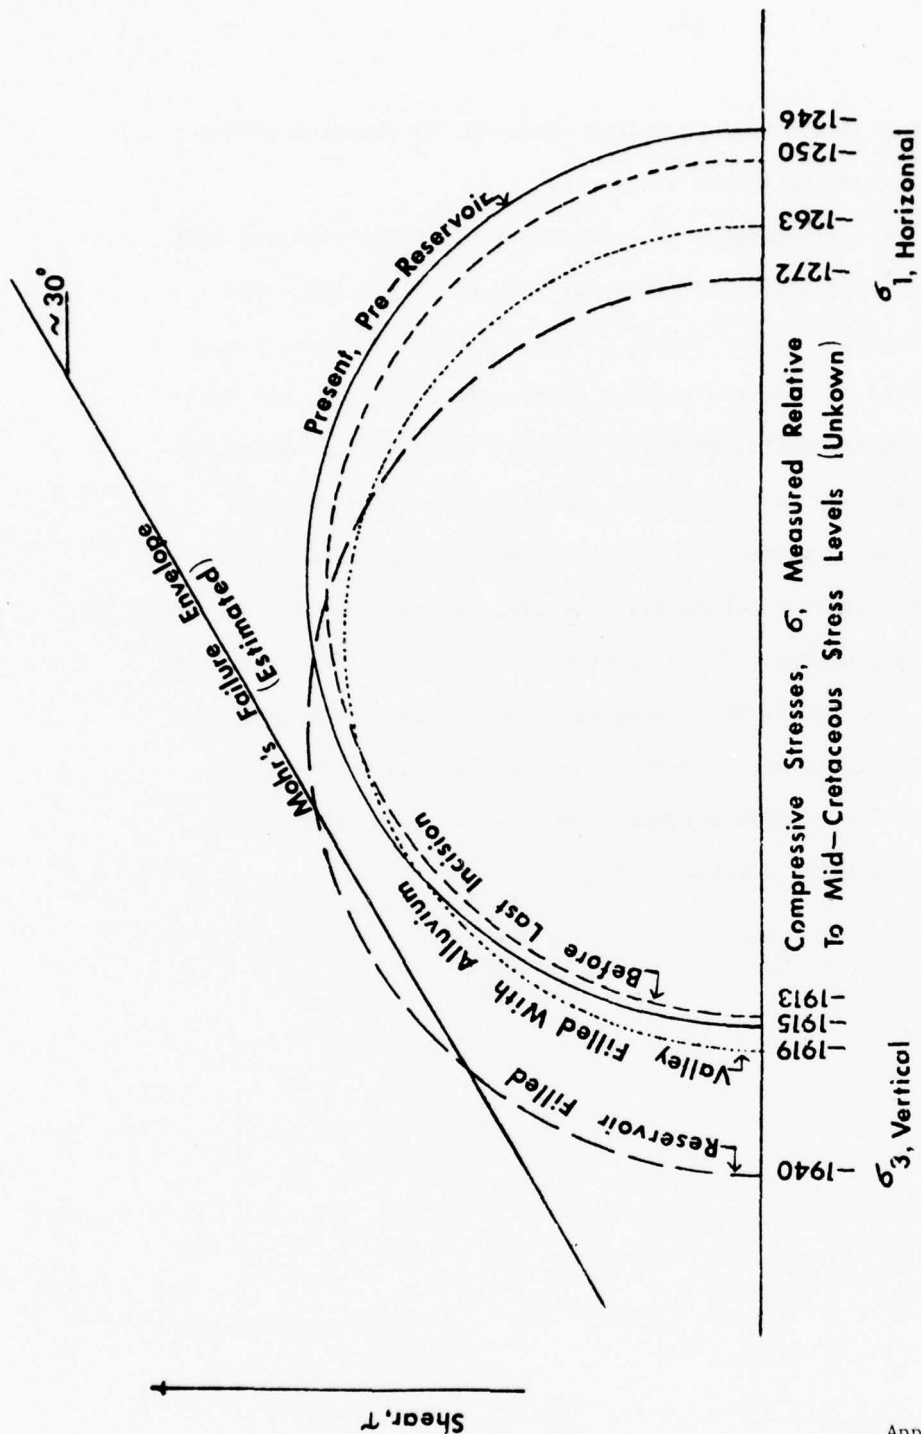 ~30°
Mohr's Failure Envelope
(Estimated)
Present, Pre-Reservoir
Before Last Incision
Valley Filled With Alluvium
Reservoir Filled
Shear, τ
-1940
-1919
-1915
-1913
-1272
-1263
-1250
-1246
σ3, Vertical
Compressive Stresses, σ, Measured Relative
To Mid-Cretaceous Stress Levels (Unkown)
σ1, Horizontal